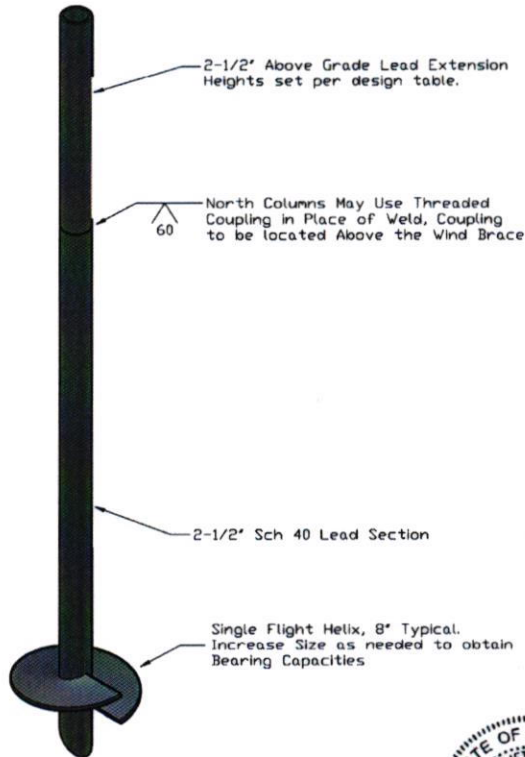 2-1/2" Above Grade Lead Extension
Heights set per design table.
North Columns May Use Threaded
Coupling in Place of Weld, Coupling
to be located Above the Wind Brace
60
2-1/2" Sch 40 Lead Section
Single Flight Helix, 8" Typical.
Increase Size as needed to obtain
Bearing Capacities
TE OF